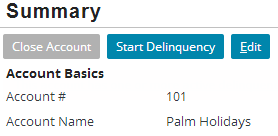 Summary
Close Account Start Delinquency Edit
Account Basics
Account # 101
Account Name Palm Holidays